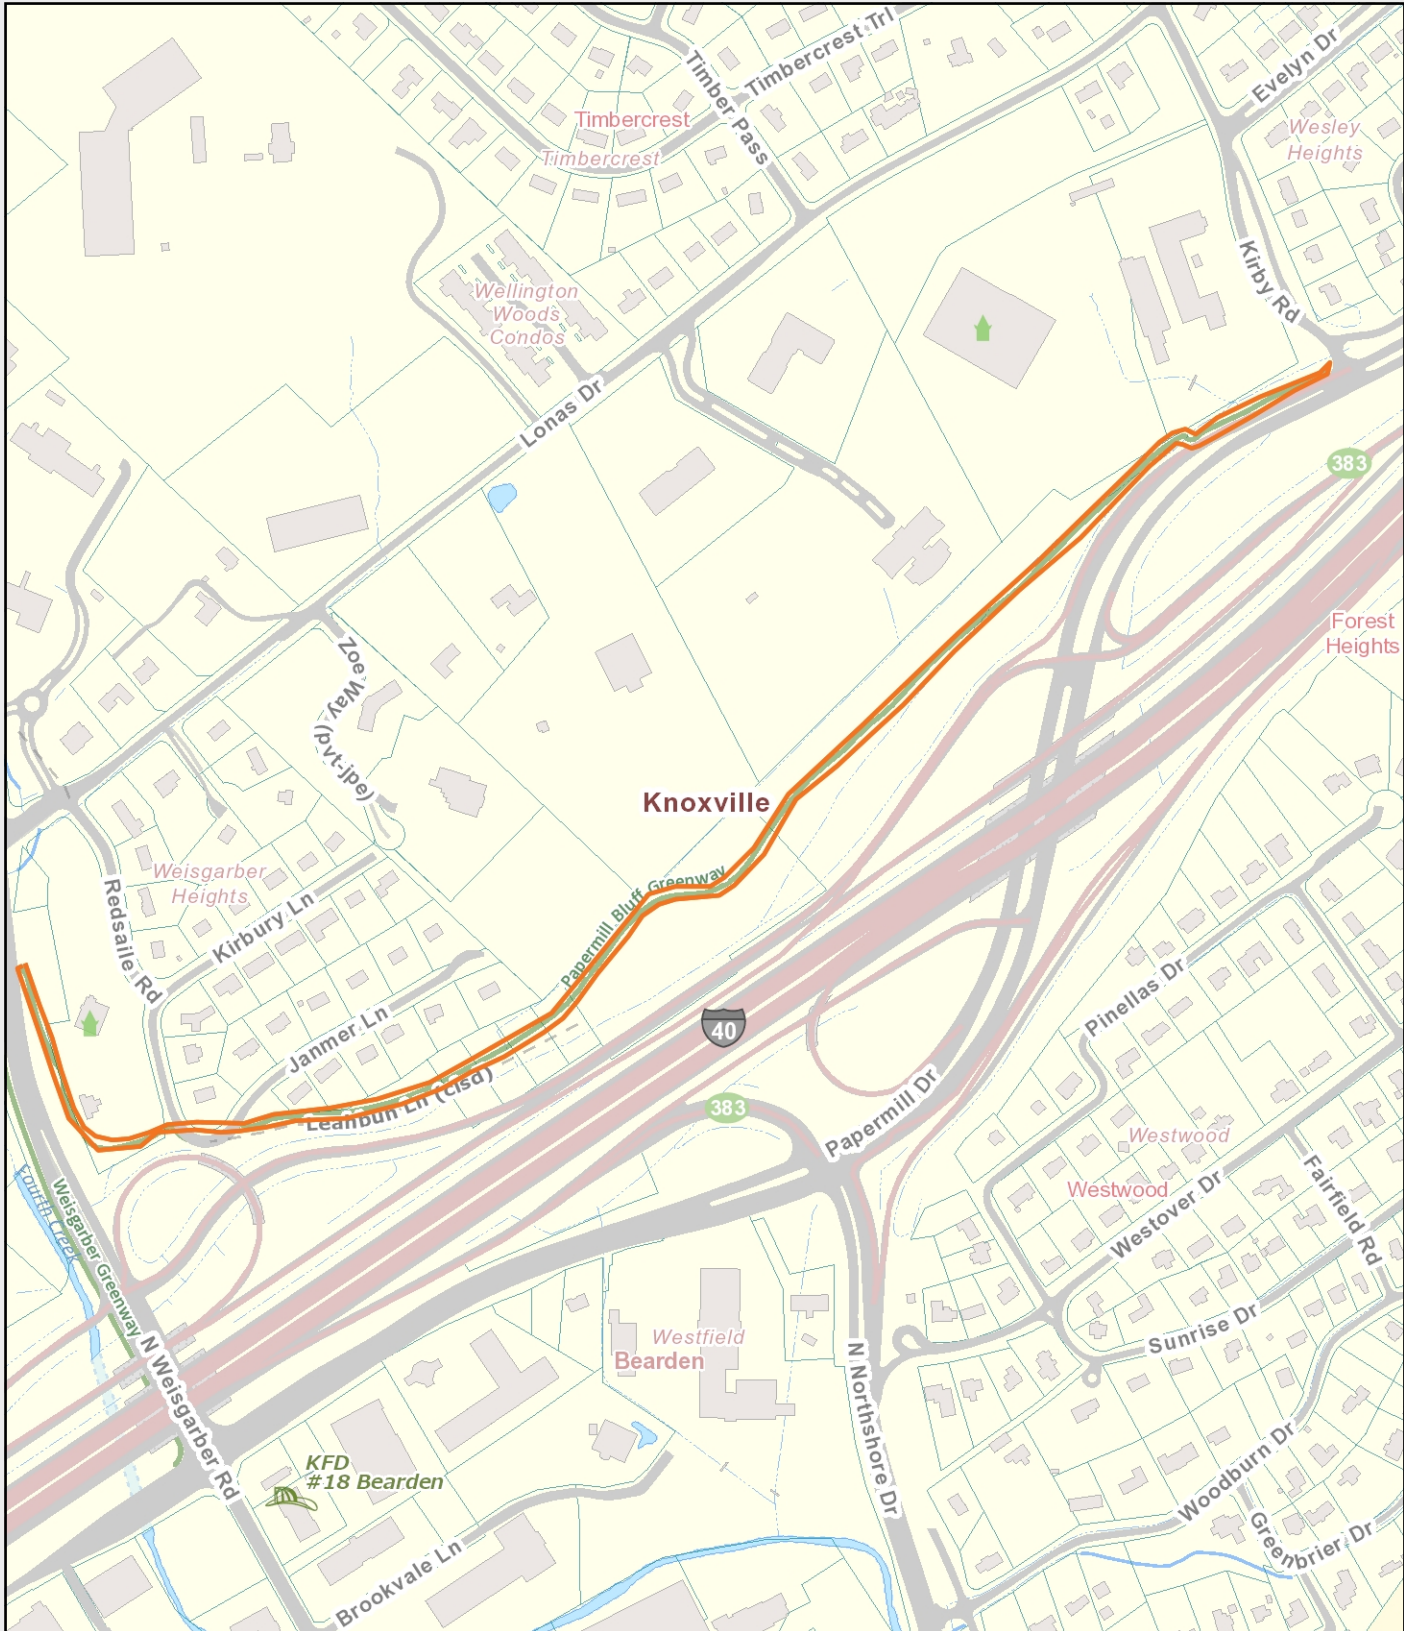 Timbercrest Trl
Evelyn Dr
Timber Pass
Timbercrest
Timbercrest
Wesley
Heights
Kirby Rd
Wellington
Woods
Condos
Lonas Dr
383
Forest
Heights
Zoe Way (pvt-jpe)
Knoxville
Weisgarber
Heights
Redsaile Rd
Kirbury Ln
Papermill Bluff Greenway
Pinellas Dr
Janmer Ln
40
Leanbun Ln (clsd)
383
Papermill Dr
Westwood
Westwood
Westover Dr
Fairfield Rd
Fourth Creek
Weisgarber Greenway
N Weisgarber Rd
Westfield
Bearden
Sunrise Dr
N Northshore Dr
KFD
#18 Bearden
Woodburn Dr
Greenbrier Dr
Brookvale Ln